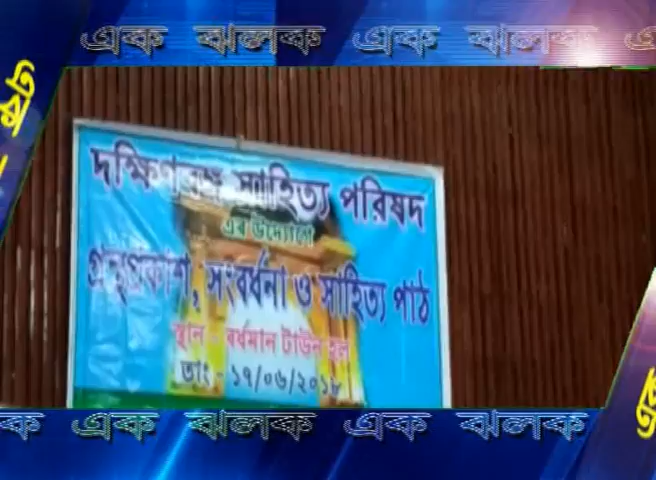 এক ঝলক এক ঝলক এ
এক
দক্ষিণবঙ্গ সাহিত্য পরিষদ
এর উদ্যোগে
গ্রন্থপ্রকাশ, সংবর্ধনা ও সাহিত্য পাঠ
স্থান - বর্ধমান টাউন হল
তাং - ১৭/০৬/২০১৮
এক
ক এক ঝলক এক ঝলক